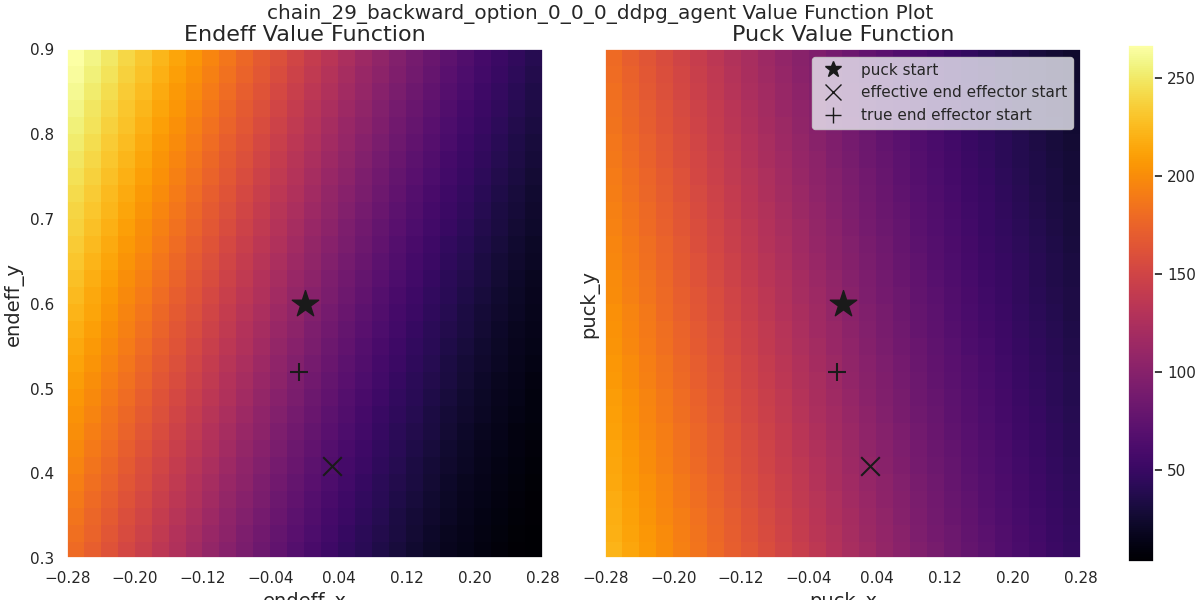 chain_29_backward_option_0_0_0_ddpg_agent Value Function Plot
Endeff Value Function
Puck Value Function
puck start
effective end effector start
true end effector start
endeff_y
0.9
0.8
0.7
0.6
0.5
0.4
0.3
−0.28 −0.20 −0.12 −0.04 0.04 0.12 0.20 0.28
endeff_x
puck_y
−0.28 −0.20 −0.12 −0.04 0.04 0.12 0.20 0.28
puck_x
250
200
150
100
50